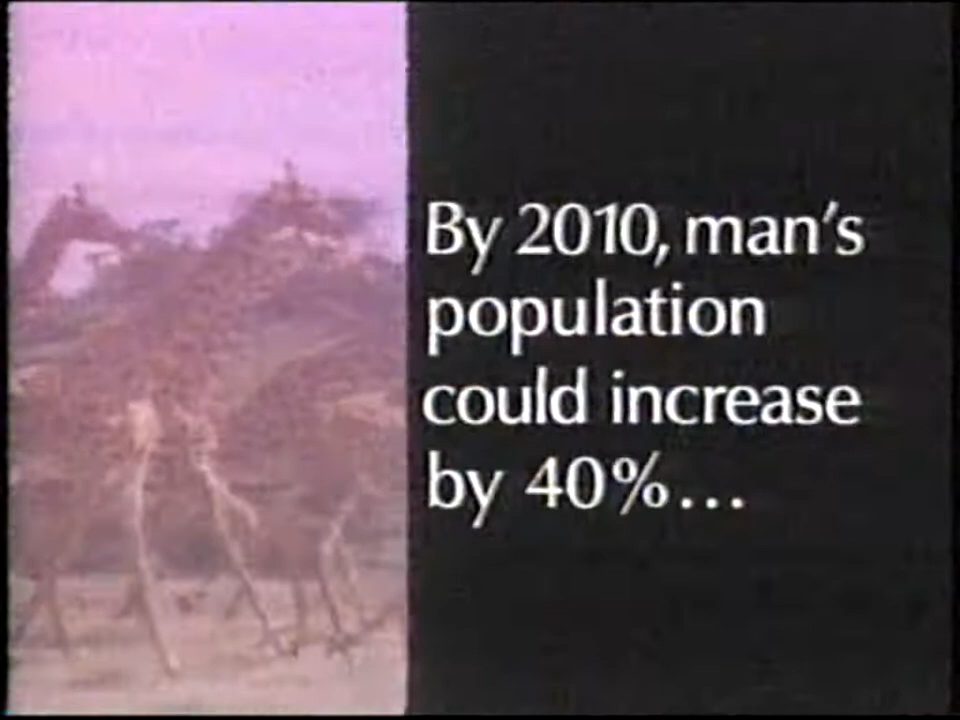 By 2010, man's
population
could increase
by 40%...